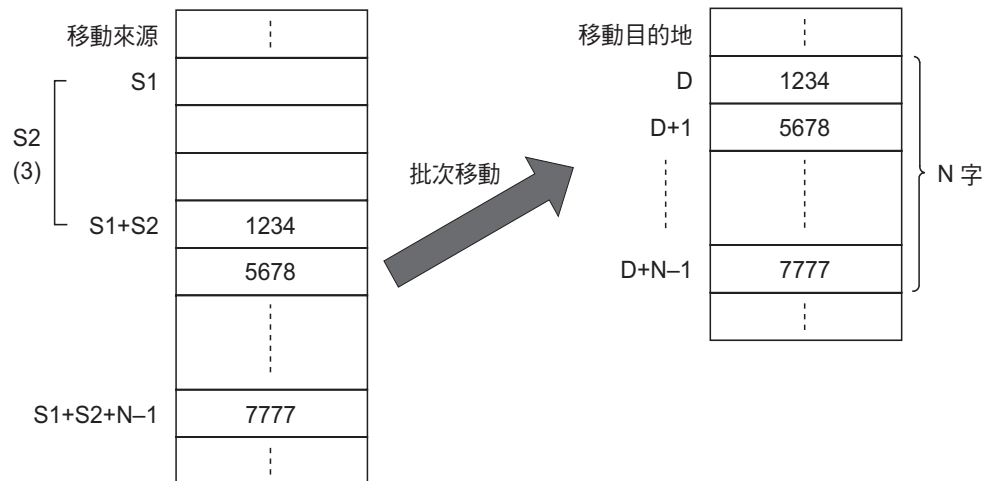 移動來源
S1
S2
(3)
S1+S2
1234
5678
S1+S2+N–1
7777
批次移動
移動目的地
D
1234
D+1
5678
D+N–1
7777
N 字